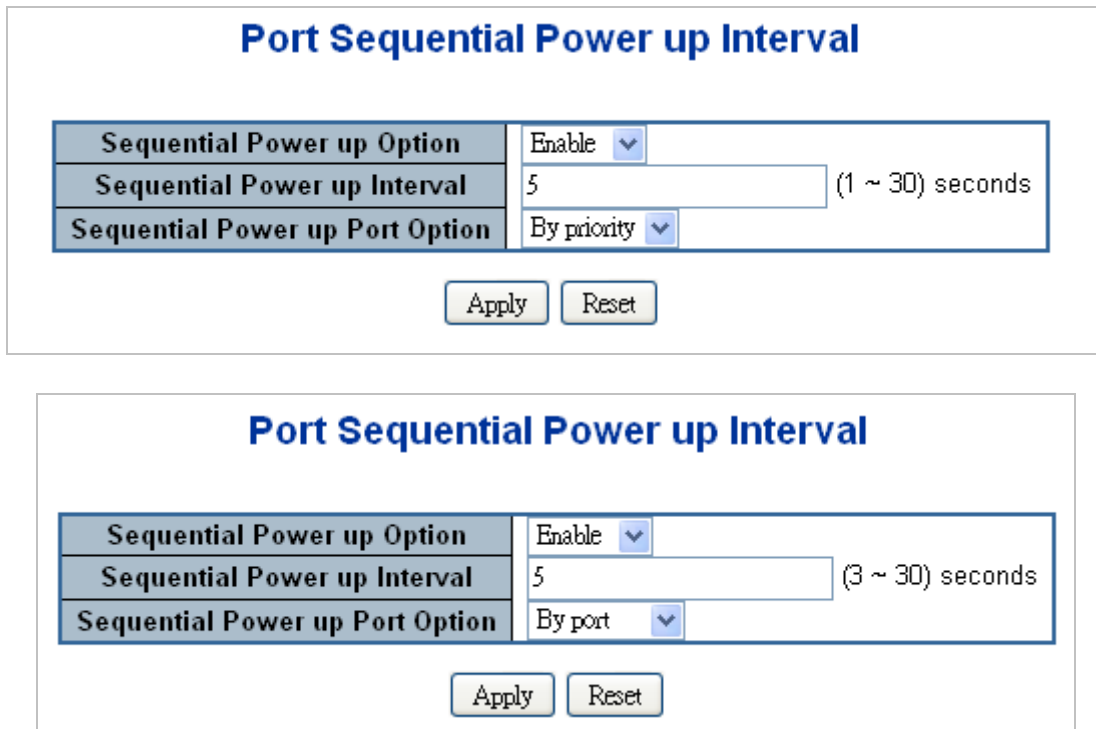 Port Sequential Power up Interval
Sequential Power up Option Enable
Sequential Power up Interval 5 (1 ~ 30) seconds
Sequential Power up Port Option By priority
Apply Reset
Port Sequential Power up Interval
Sequential Power up Option Enable
Sequential Power up Interval 5 (3 ~ 30) seconds
Sequential Power up Port Option By port
Apply Reset